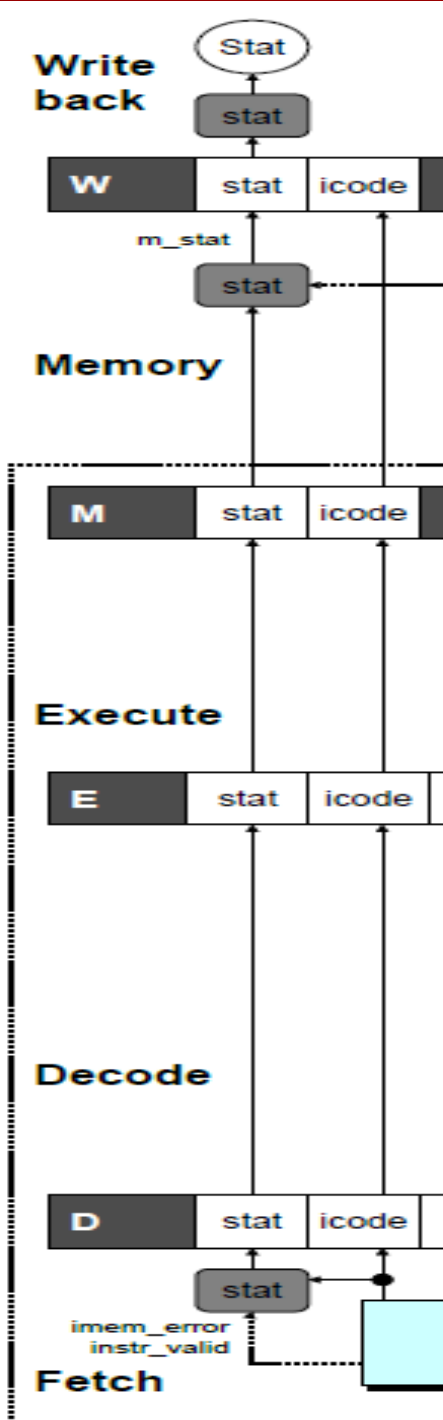 Stat
Write
back
stat
W stat icode
m_stat
stat
Memory
M stat icode
Execute
E stat icode
Decode
D stat icode
stat
imem_error
instr_valid
Fetch